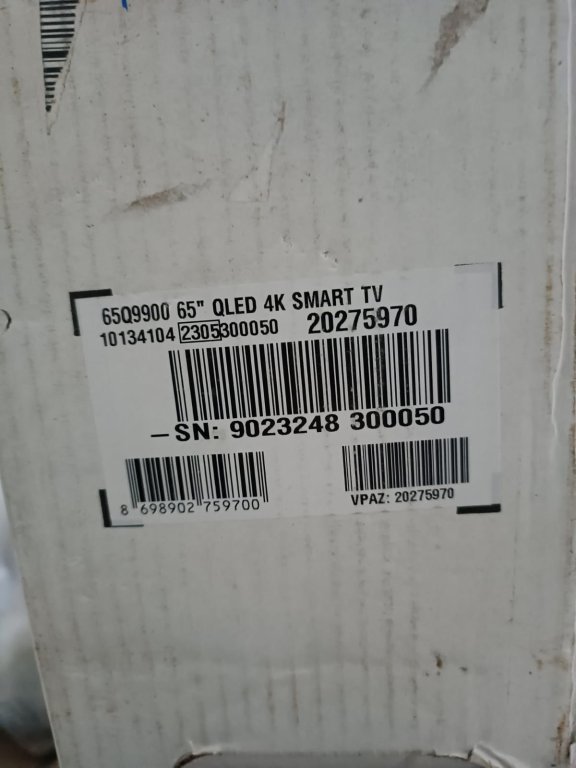 65Q9900 65" QLED 4K SMART TV
10134104 2305300050 20275970
-SN: 9023248 300050
8 698902 759700
VPAZ: 20275970